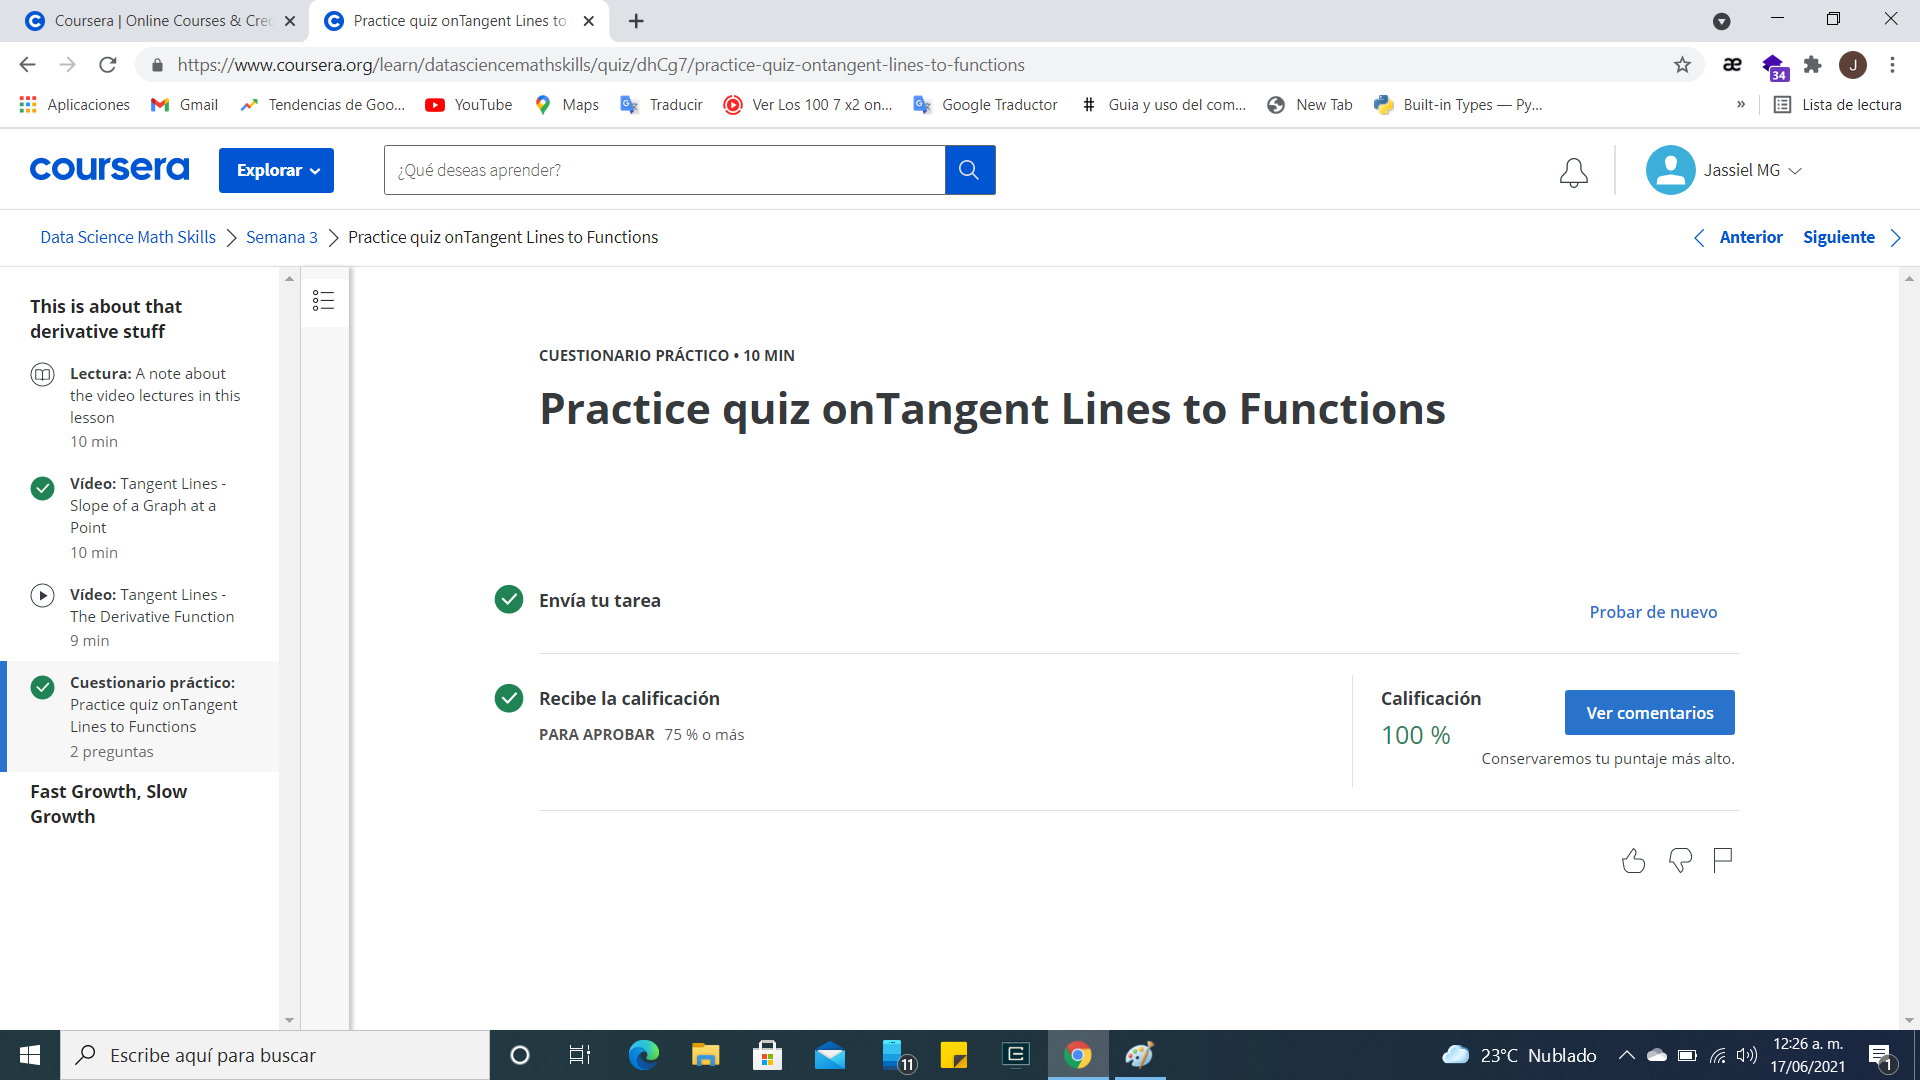 Coursera | Online Courses & Cre
Practice quiz onTangent Lines to
https://www.coursera.org/learn/datasciencemathskills/quiz/dhCg7/practice-quiz-ontangent-lines-to-functions
æ
34
J
Aplicaciones
Gmail
Tendencias de Goo...
YouTube
Maps
Traducir
Ver Los 100 7 x2 on...
Google Traductor
Guia y uso del com...
New Tab
Built-in Types — Py...
»
Lista de lectura
coursera
Explorar
¿Qué deseas aprender?
Jassiel MG
Data Science Math Skills
Semana 3
Practice quiz onTangent Lines to Functions
Anterior
Siguiente
This is about that
derivative stuff
Lectura: A note about
the video lectures in this
lesson
10 min
Vídeo: Tangent Lines -
Slope of a Graph at a
Point
10 min
Vídeo: Tangent Lines -
The Derivative Function
9 min
Cuestionario práctico:
Practice quiz onTangent
Lines to Functions
2 preguntas
Fast Growth, Slow
Growth
CUESTIONARIO PRÁCTICO • 10 MIN
Practice quiz onTangent Lines to Functions
Envía tu tarea
Probar de nuevo
Recibe la calificación
PARA APROBAR 75 % o más
Calificación
100 %
Ver comentarios
Conservaremos tu puntaje más alto.
Escribe aquí para buscar
11
23°C Nublado
12:26 a. m.
17/06/2021
1